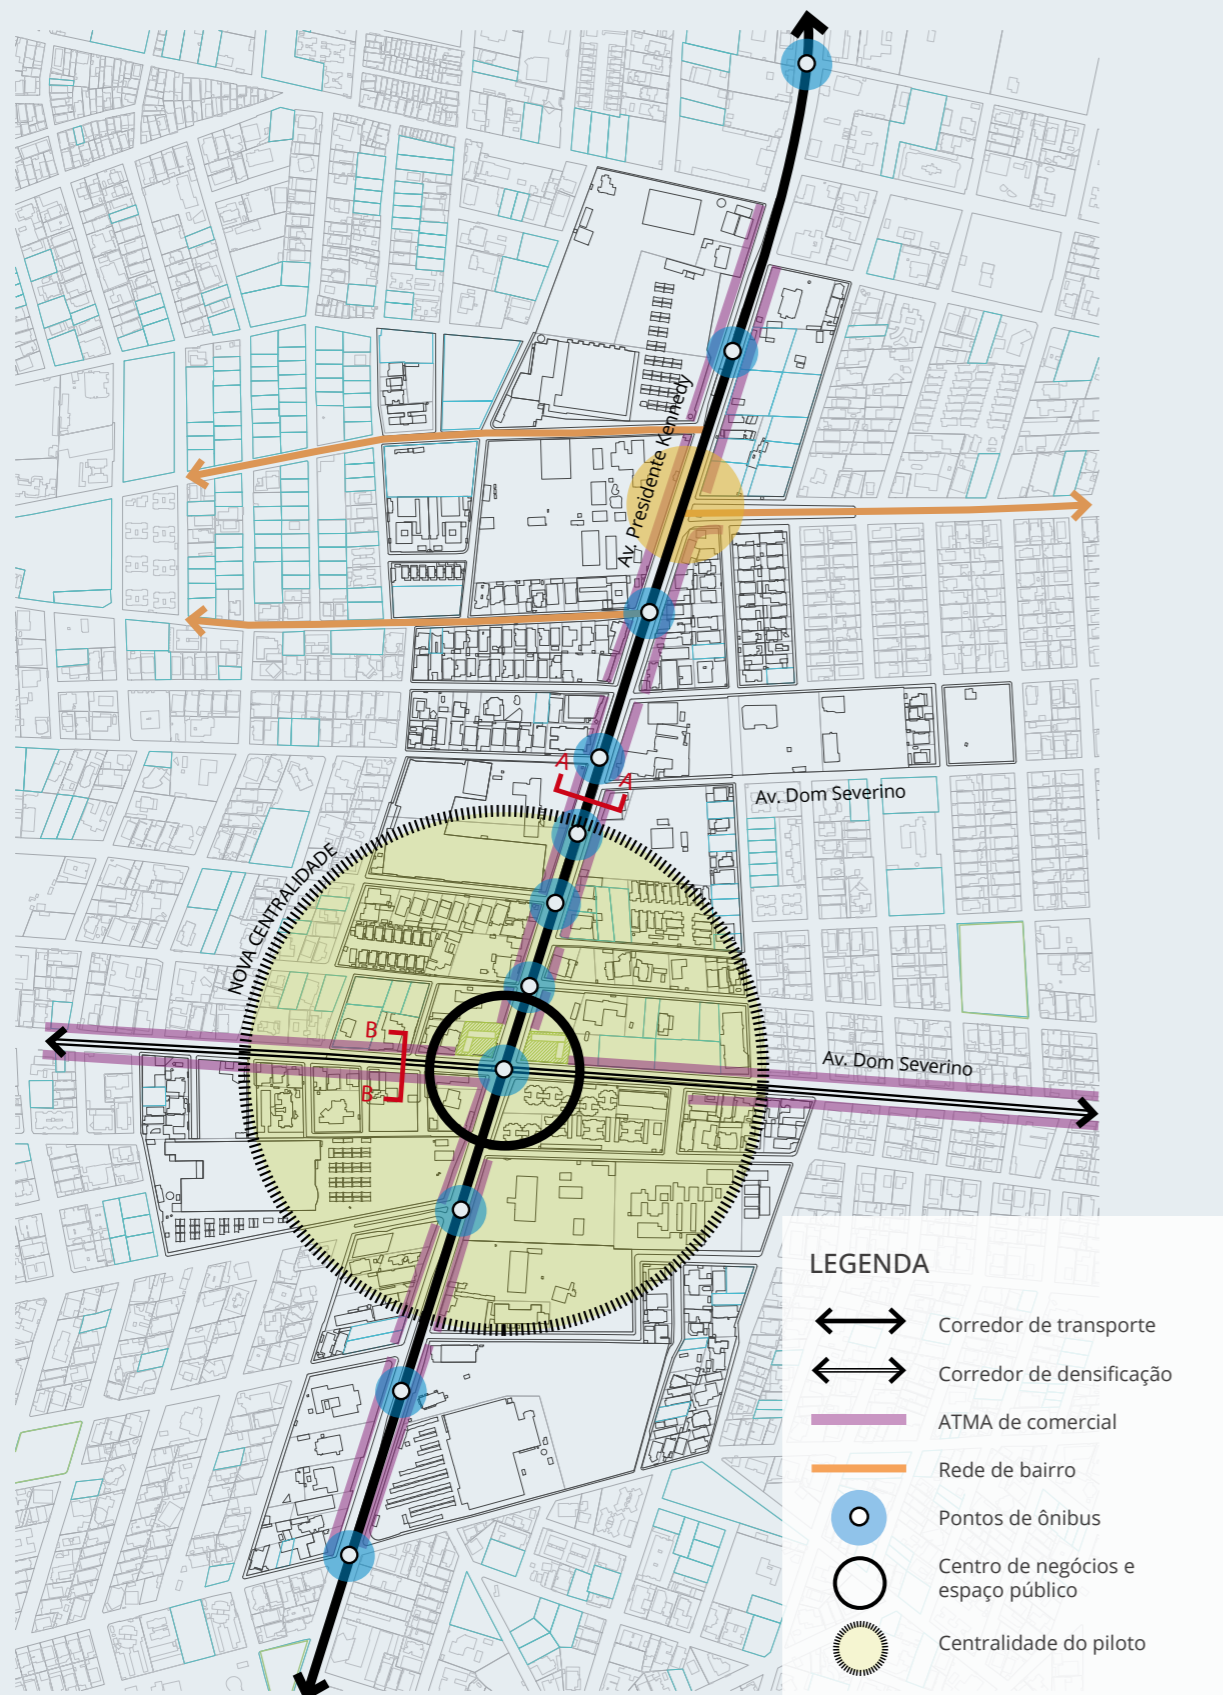 Av. Presidente Kennedy
A
A
Av. Dom Severino
NOVA CENTRALIDADE
B
B
Av. Dom Severino
LEGENDA
Corredor de transporte
Corredor de densificação
ATMA de comercial
Rede de bairro
Pontos de ônibus
Centro de negócios e
espaço público
Centralidade do piloto